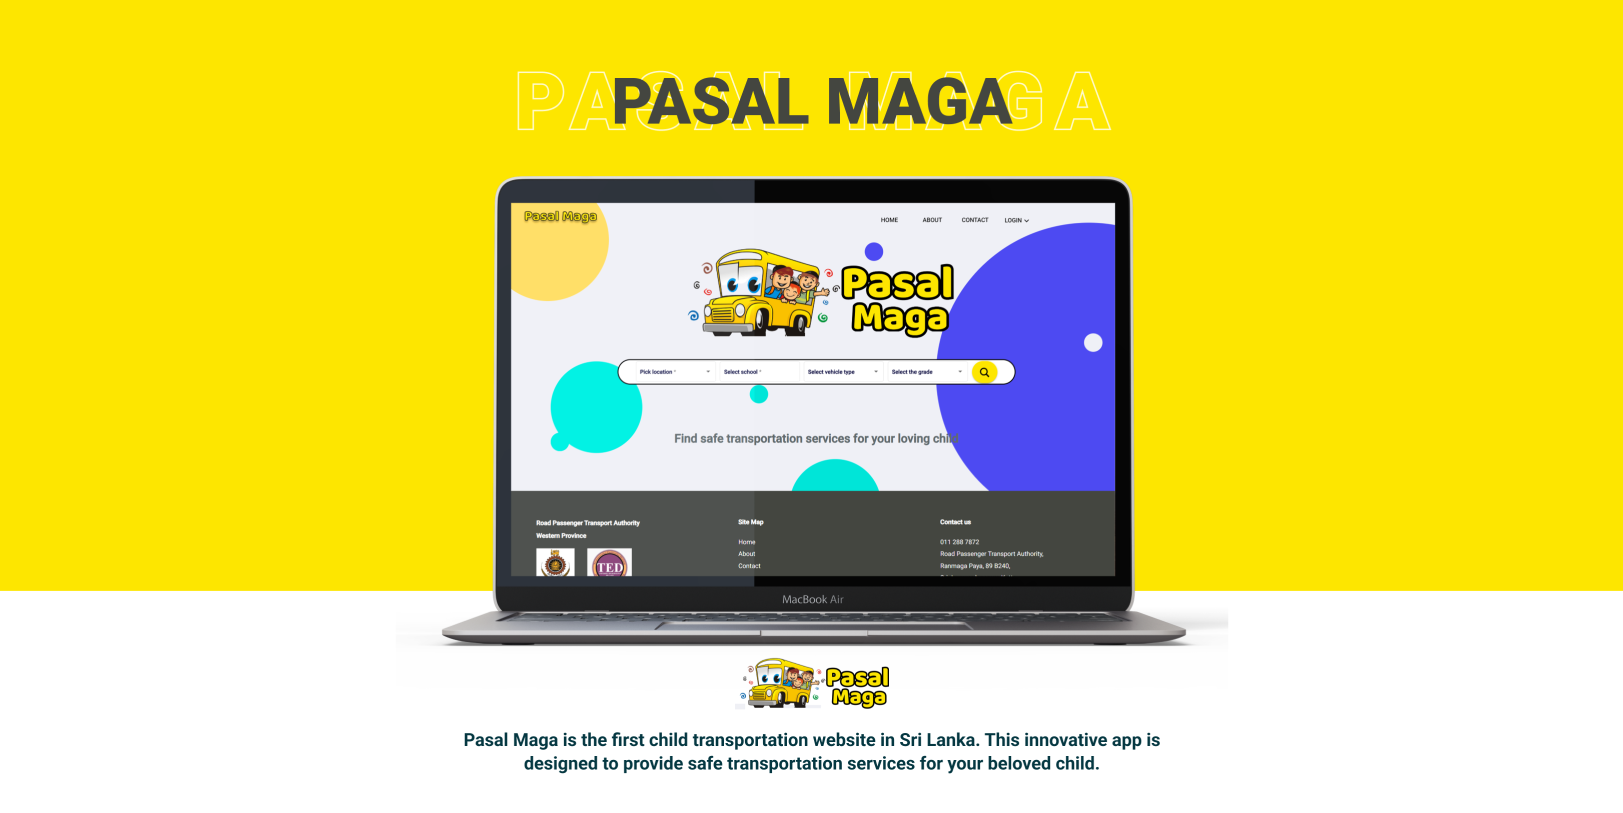 PASAL MAGA
PASAL MAGA
Pasal Maga
HOME ABOUT CONTACT LOGIN
Pasal
Maga
Pick location * Select school * Select vehicle type Select the grade
Find safe transportation services for your loving child
Road Passenger Transport Authority
Western Province
TED
Site Map
Home
About
Contact
Contact us
011 288 7872
Road Passenger Transport Authority,
Ranmaga Paya, 89 B240,
MacBook Air
Pasal
Maga
Pasal Maga is the first child transportation website in Sri Lanka. This innovative app is
designed to provide safe transportation services for your beloved child.